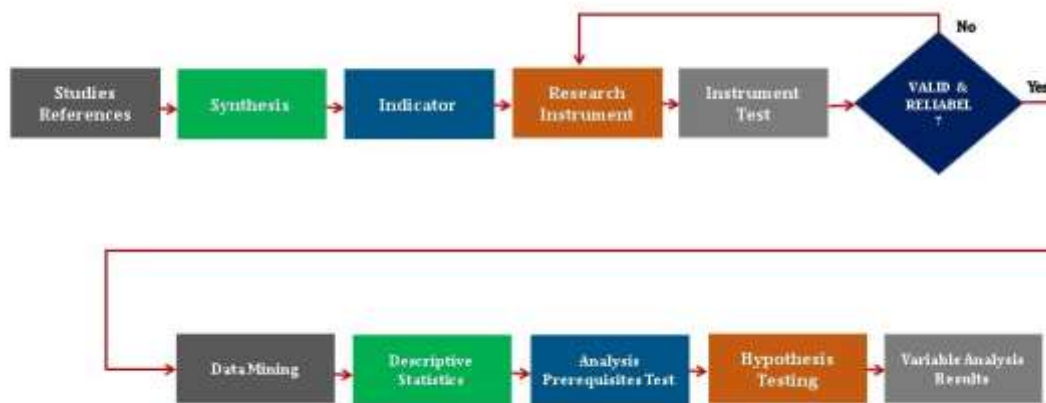 No
Studies
References
Synthesis
Indicator
Research
Instrument
Instrument
Test
VALID & 
RELIABEL
?
Yes
Data Mining
Descriptive
Statistics
Analysis
Prerequisites Test
Hypothesis
Testing
Variable Analysis
Results